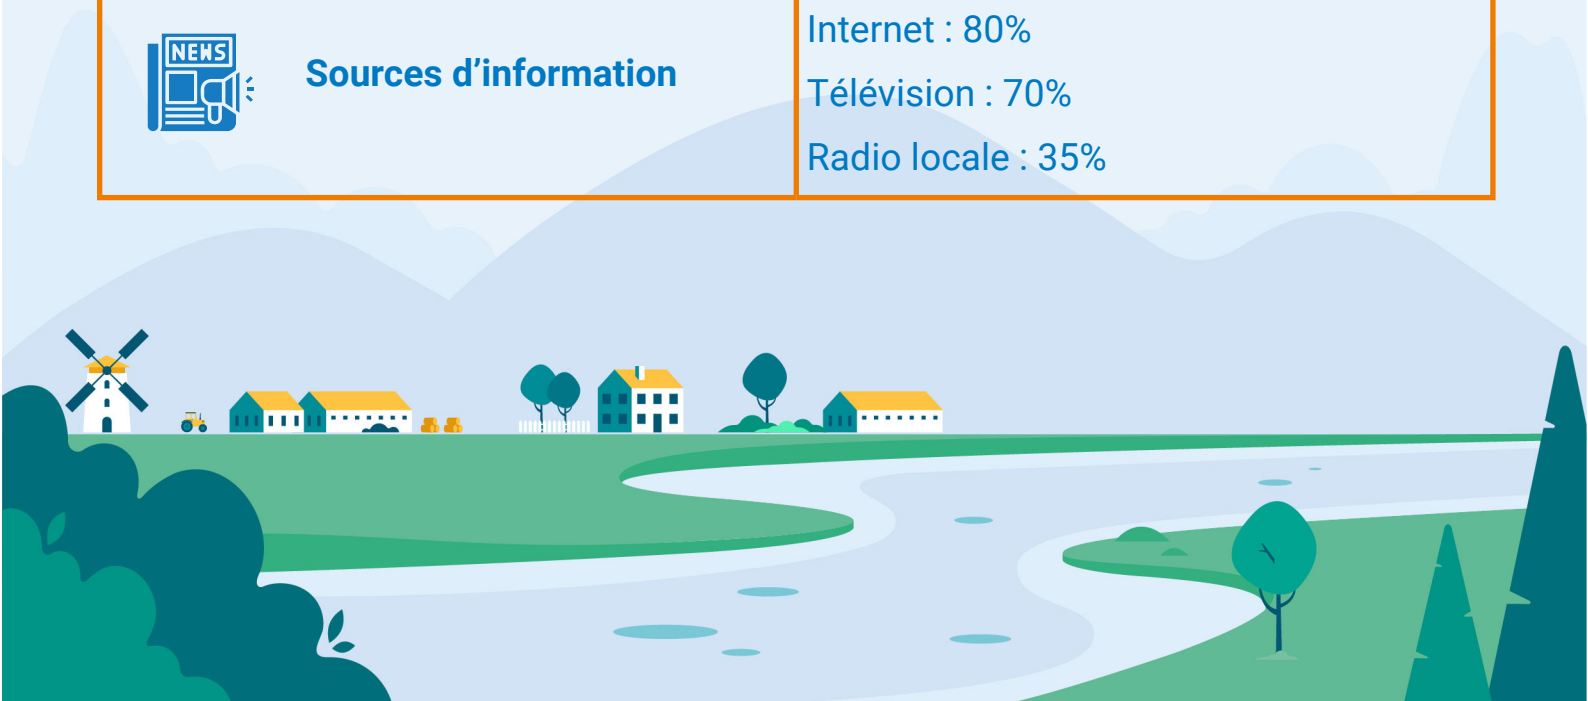 NEWS
Sources d’information
Internet : 80%
Télévision : 70%
Radio locale : 35%